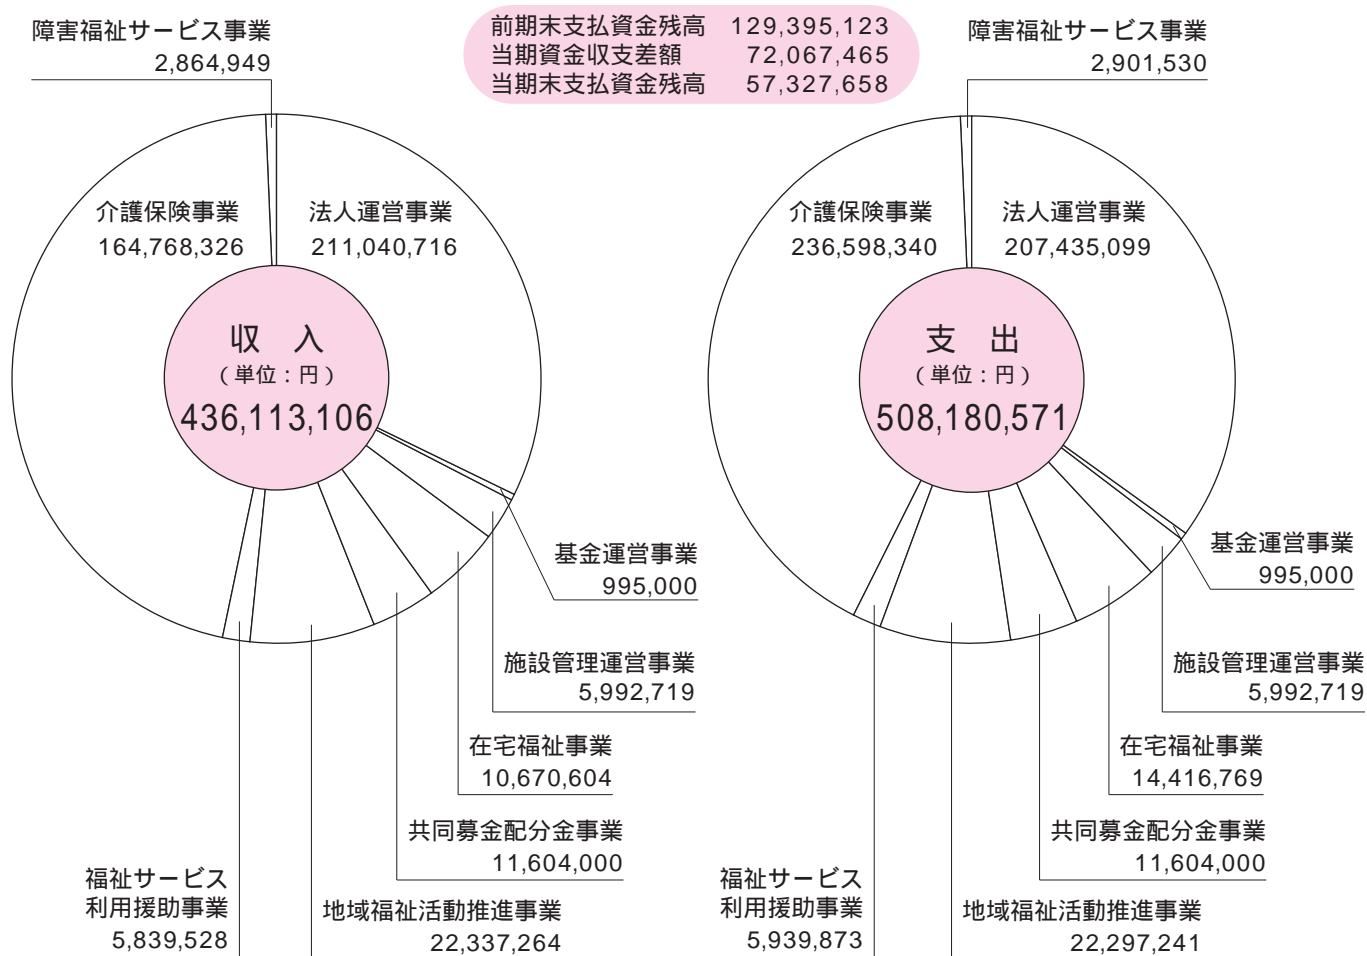 前期末支払資金残高 129,395,123
当期資金収支差額 72,067,465
当期末支払資金残高 57,327,658
障害福祉サービス事業
2,864,949
介護保険事業
164,768,326
法人運営事業
211,040,716
収 入
(単位:円)
436,113,106
基金運営事業
995,000
施設管理運営事業
5,992,719
在宅福祉事業
10,670,604
共同募金配分金事業
11,604,000
地域福祉活動推進事業
22,337,264
福祉サービス
利用援助事業
5,839,528
障害福祉サービス事業
2,901,530
介護保険事業
236,598,340
法人運営事業
207,435,099
支 出
(単位:円)
508,180,571
基金運営事業
995,000
施設管理運営事業
5,992,719
在宅福祉事業
14,416,769
共同募金配分金事業
11,604,000
地域福祉活動推進事業
22,297,241
福祉サービス
利用援助事業
5,939,873